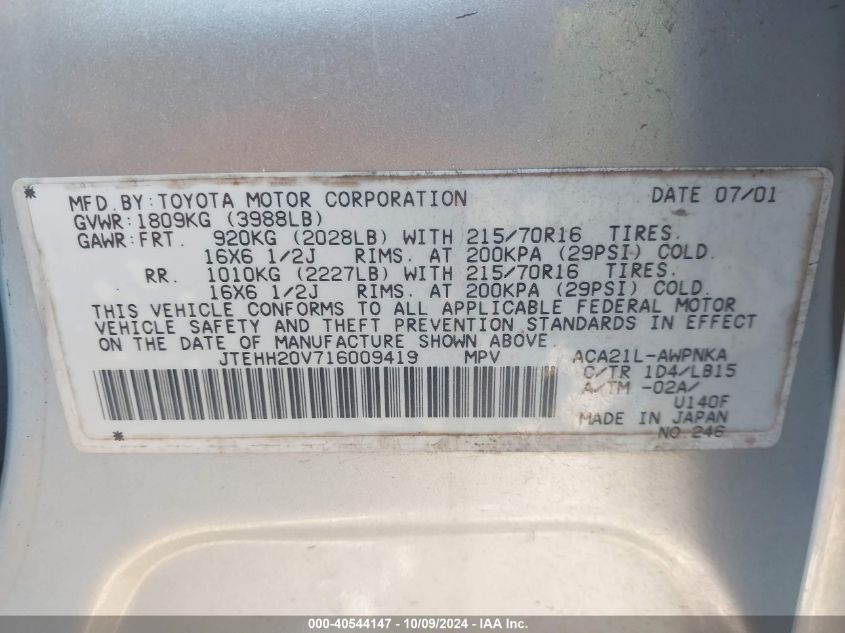 MFD.BY:TOYOTA MOTOR CORPORATION DATE 07/01
GVWR:1809KG (3988LB)
GAWR:FRT. 920KG (2028LB) WITH 215/70R16 TIRES.
16X6 1/2J RIMS. AT 200KPA (29PSI) COLD.
RR. 1010KG (2227LB) WITH 215/70R16 TIRES.
16X6 1/2J RIMS. AT 200KPA (29PSI) COLD.
THIS VEHICLE CONFORMS TO ALL APPLICABLE FEDERAL MOTOR
VEHICLE SAFETY AND THEFT PREVENTION STANDARDS IN EFFECT
ON THE DATE OF MANUFACTURE SHOWN ABOVE.
JTEHH20V716009419 MPV ACA21L-AWPNKA
C/TR 1D4/LB15
A/TM -02A/
U140F
MADE IN JAPAN
NO.246
000-40544147 - 10/09/2024 - IAA Inc.